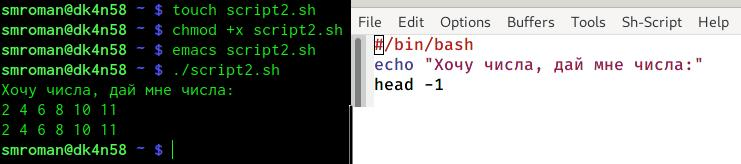 smroman@dk4n58 ~ $ touch script2.sh
smroman@dk4n58 ~ $ chmod +x script2.sh
smroman@dk4n58 ~ $ emacs script2.sh
smroman@dk4n58 ~ $ ./script2.sh
Хочу числа, дай мне числа:
2 4 6 8 10 11
2 4 6 8 10 11
smroman@dk4n58 ~ $
File Edit Options Buffers Tools Sh-Script Help
#/bin/bash
echo "Хочу числа, дай мне числа:"
head -1